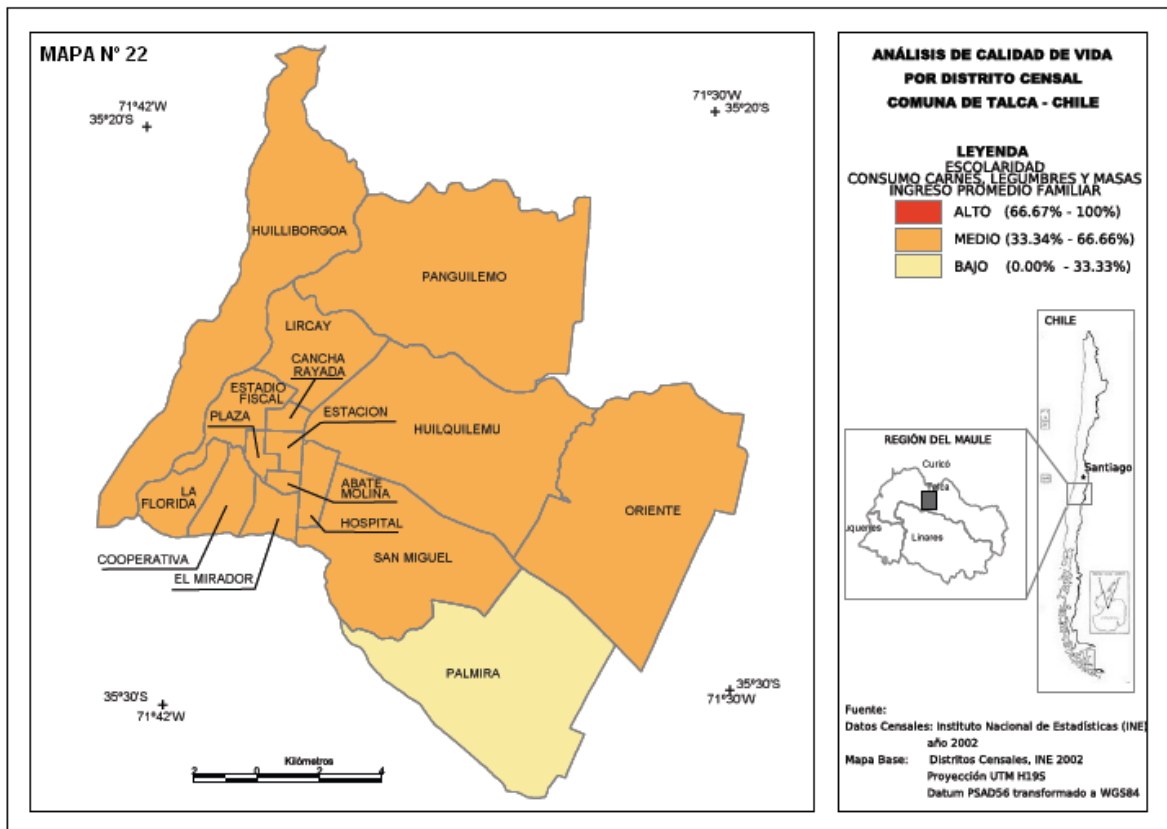 MAPA N° 22
71°42'W
35°20'S
71°30'W
35°20'S
HUILLIBORGOA
PANGUILEMO
LIRCAY
CANCHA
RAYADA
ESTADIO
FISCAL
PLAZA
ESTACION
HUILQUILEMU
LA
FLORIDA
ABATE
MOLINA
ORIENTE
HOSPITAL
COOPERATIVA
SAN MIGUEL
EL MIRADOR
PALMIRA
35°30'S
71°42'W
35°30'S
71°30'W
Kilómetros
2 0 2 4
ANÁLISIS DE CALIDAD DE VIDA
POR DISTRITO CENSAL
COMUNA DE TALCA - CHILE
LEYENDA
ESCOLARIDAD
CONSUMO CARNES, LEGUMBRES Y MASAS
INGRESO PROMEDIO FAMILIAR
ALTO (66.67% - 100%)
MEDIO (33.34% - 66.66%)
BAJO (0.00% - 33.33%)
CHILE
Santiago
REGIÓN DEL MAULE
Curicó
Talca
uquenes
Linares
Fuente:
Datos Censales: Instituto Nacional de Estadísticas (INE)
año 2002
Mapa Base: Distritos Censales, INE 2002
Proyección UTM H19S
Datum PSAD56 transformado a WGS84